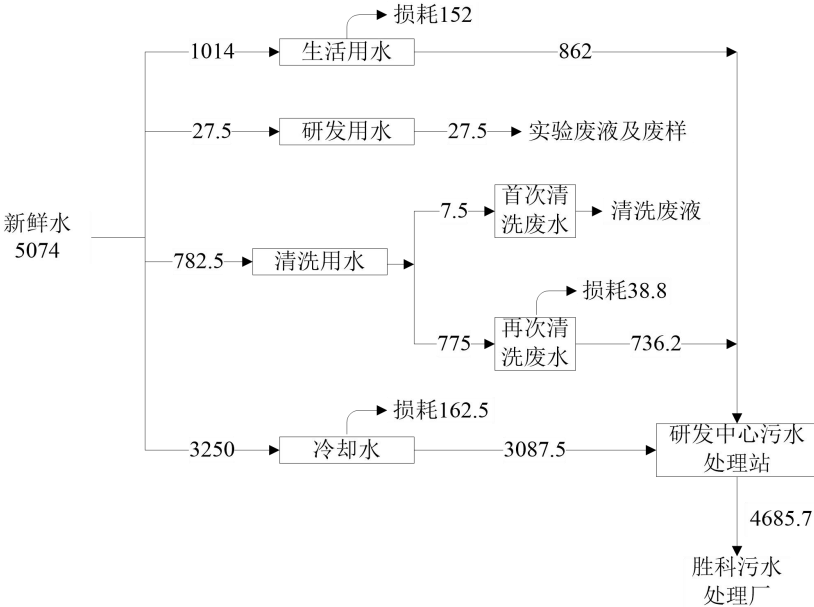 损耗152
1014
生活用水
862
27.5
研发用水
27.5
实验废液及废样
新鲜水
5074
782.5
清洗用水
7.5
首次清
洗废水
清洗废液
损耗38.8
775
再次清
洗废水
736.2
损耗162.5
3250
冷却水
3087.5
研发中心污水
处理站
4685.7
胜科污水
处理厂